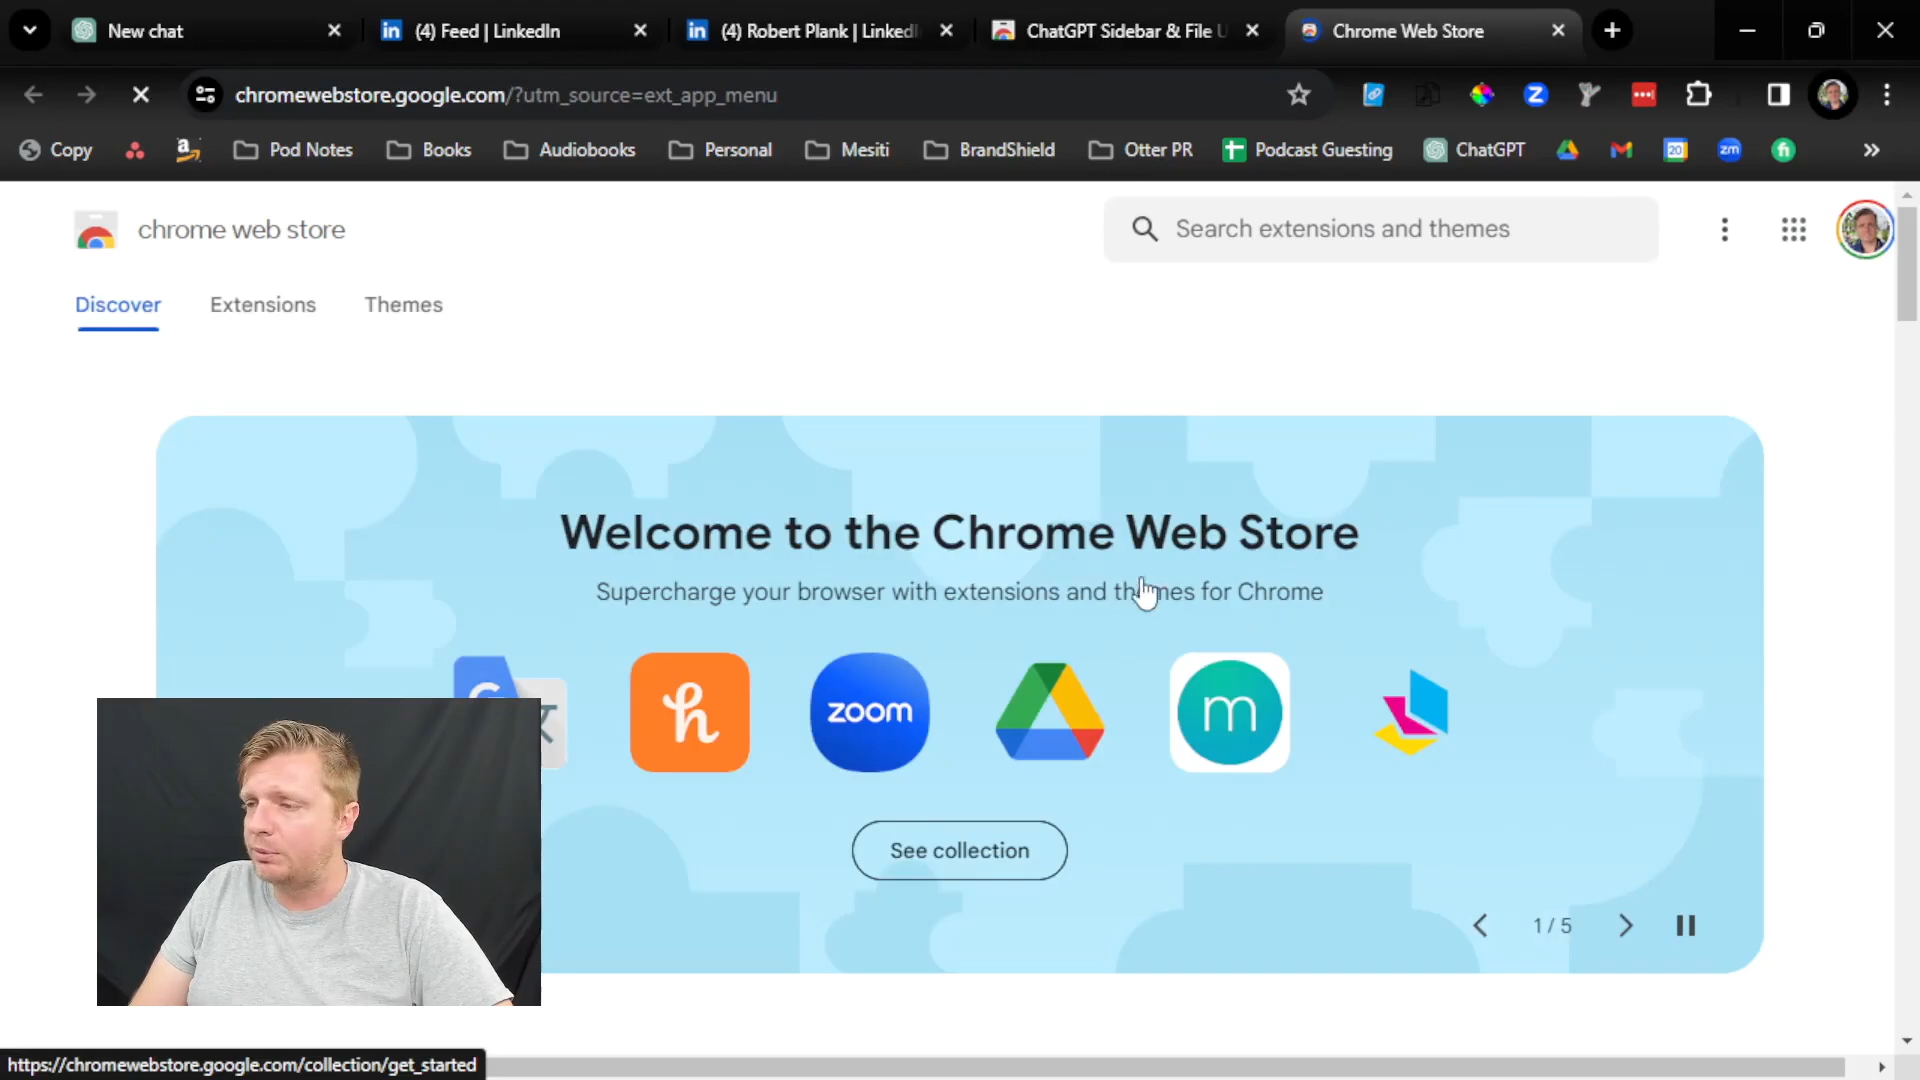 New chat
(4) Feed | LinkedIn
(4) Robert Plank | Linked
ChatGPT Sidebar & File U
Chrome Web Store
chromewebstore.google.com/?utm_source=ext_app_menu
Copy
Pod Notes
Books
Audiobooks
Personal
Mesiti
BrandShield
Otter PR
Podcast Guesting
ChatGPT
20
zm
fi
chrome web store
Search extensions and themes
Discover
Extensions
Themes
Welcome to the Chrome Web Store
Supercharge your browser with extensions and themes for Chrome
h
zoom
m
See collection
1 / 5
https://chromewebstore.google.com/collection/get_started